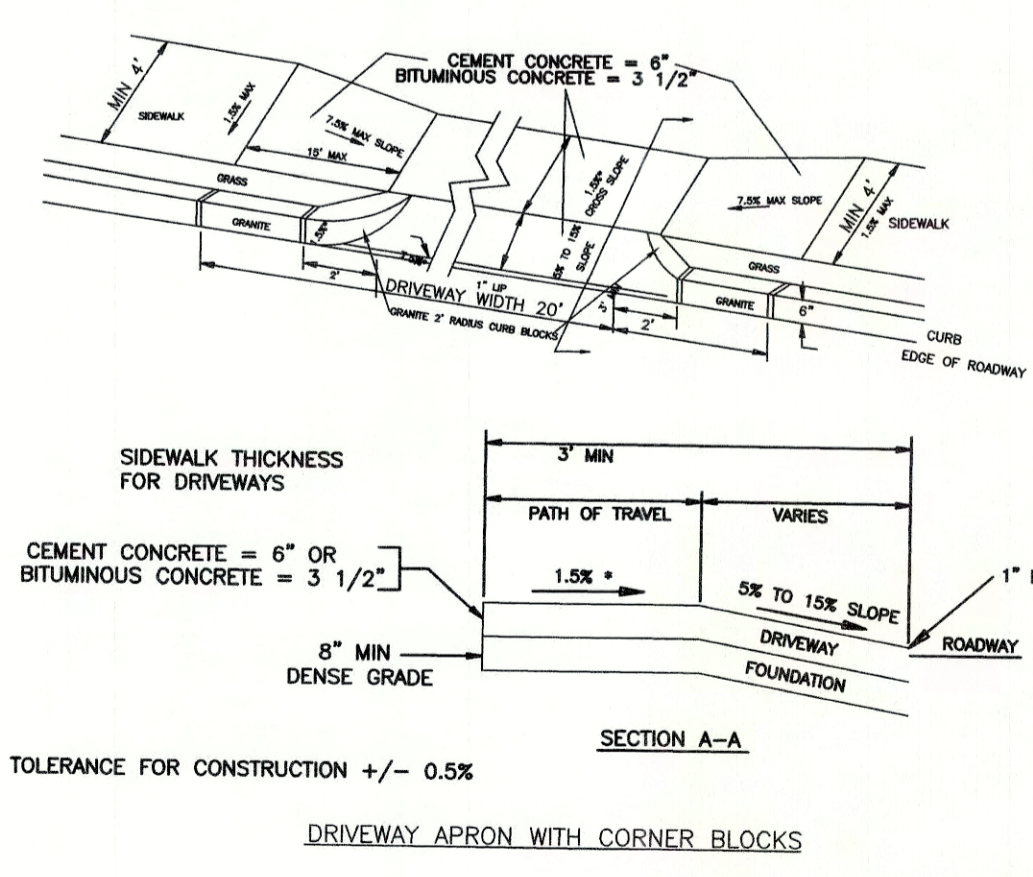 CEMENT CONCRETE = 6"
BITUMINOUS CONCRETE = 3 1/2"
MIN 4'
SIDEWALK
1.5% MAX
7.5% MAX SLOPE
15' MAX
GRASS
GRANITE
1.5%*
2'
7.5%*
1" LIP
DRIVEWAY WIDTH 20'
GRANITE 2' RADIUS CURB BLOCKS
1.5%*
CROSS SLOPE
5% TO 15%
SLOPE
7.5% MAX SLOPE
MIN 4'
1.5% MAX
SIDEWALK
GRASS
GRANITE
2'
6"
CURB
EDGE OF ROADWAY
SIDEWALK THICKNESS
FOR DRIVEWAYS
3' MIN
PATH OF TRAVEL
VARIES
CEMENT CONCRETE = 6" OR
BITUMINOUS CONCRETE = 3 1/2"
1.5% *
5% TO 15% SLOPE
1"
DRIVEWAY
ROADWAY
8" MIN
DENSE GRADE
FOUNDATION
SECTION A-A
TOLERANCE FOR CONSTRUCTION +/- 0.5%
DRIVEWAY APRON WITH CORNER BLOCKS